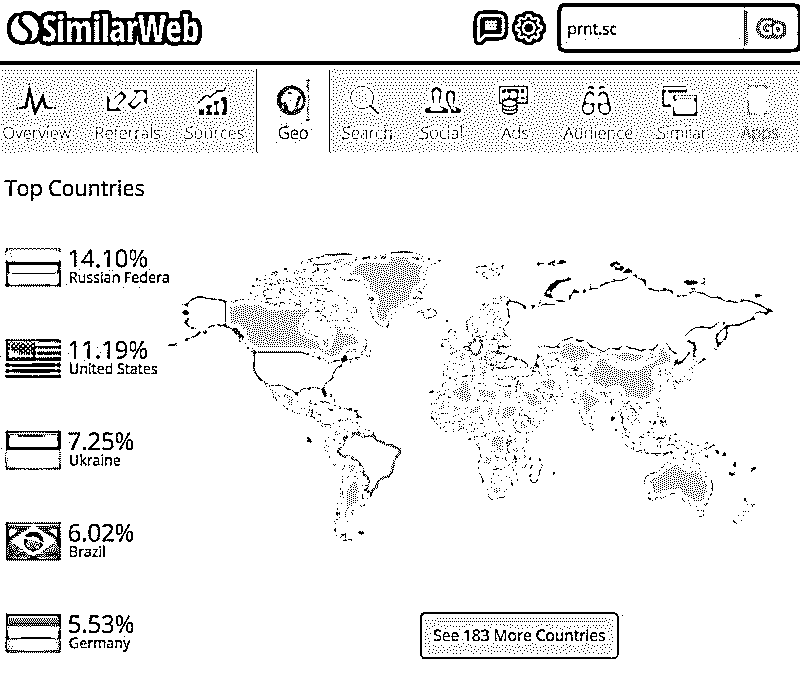 SimilarWeb
prnt.sc
Go
Overview
Referrals
Sources
Geo
Search
Social
Ads
Audience
Similar
Apps
Top Countries
14.10%
Russian Federa
11.19%
United States
7.25%
Ukraine
6.02%
Brazil
5.53%
Germany
See 183 More Countries